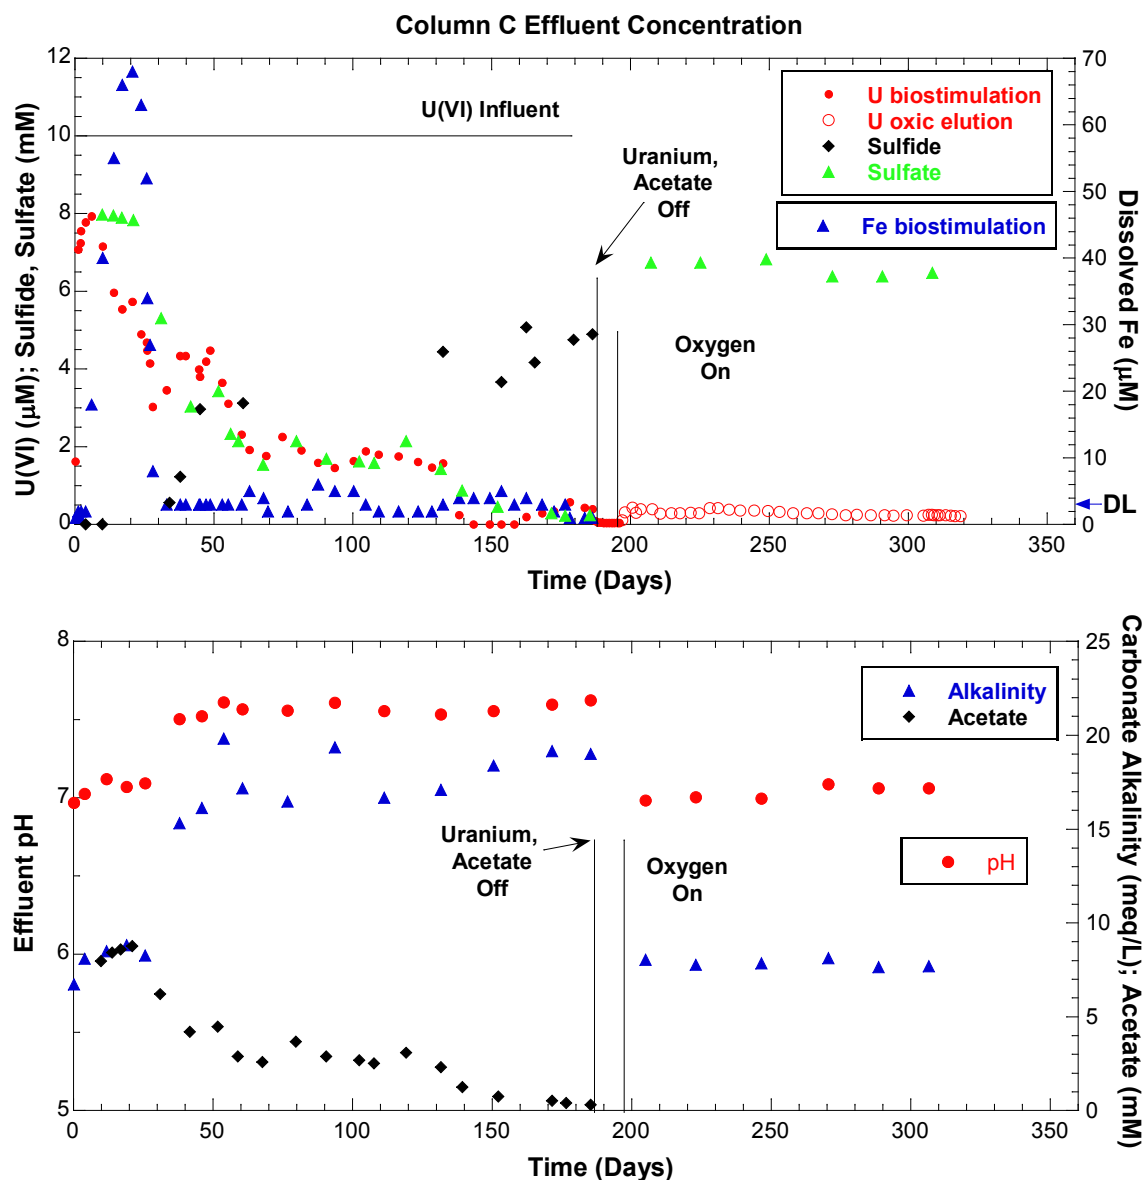 Column C Effluent Concentration
12
10
8
6
4
2
0
U(VI) (μM); Sulfide, Sulfate (mM)
70
60
50
40
30
20
10
0
Dissolved Fe
(μM)
DL
U(VI) Influent
Uranium,
Acetate
Off
Oxygen
On
U biostimulation
U oxic elution
Sulfide
Sulfate
Fe biostimulation
0 50 100 150 200 250 300 350
Time (Days)
8
7
6
5
Effluent pH
25
20
15
10
5
0
Carbonate Alkalinity (meq/L); Acetate (mM)
Alkalinity
Acetate
Uranium,
Acetate
Off
Oxygen
On
pH
0 50 100 150 200 250 300 350
Time (Days)